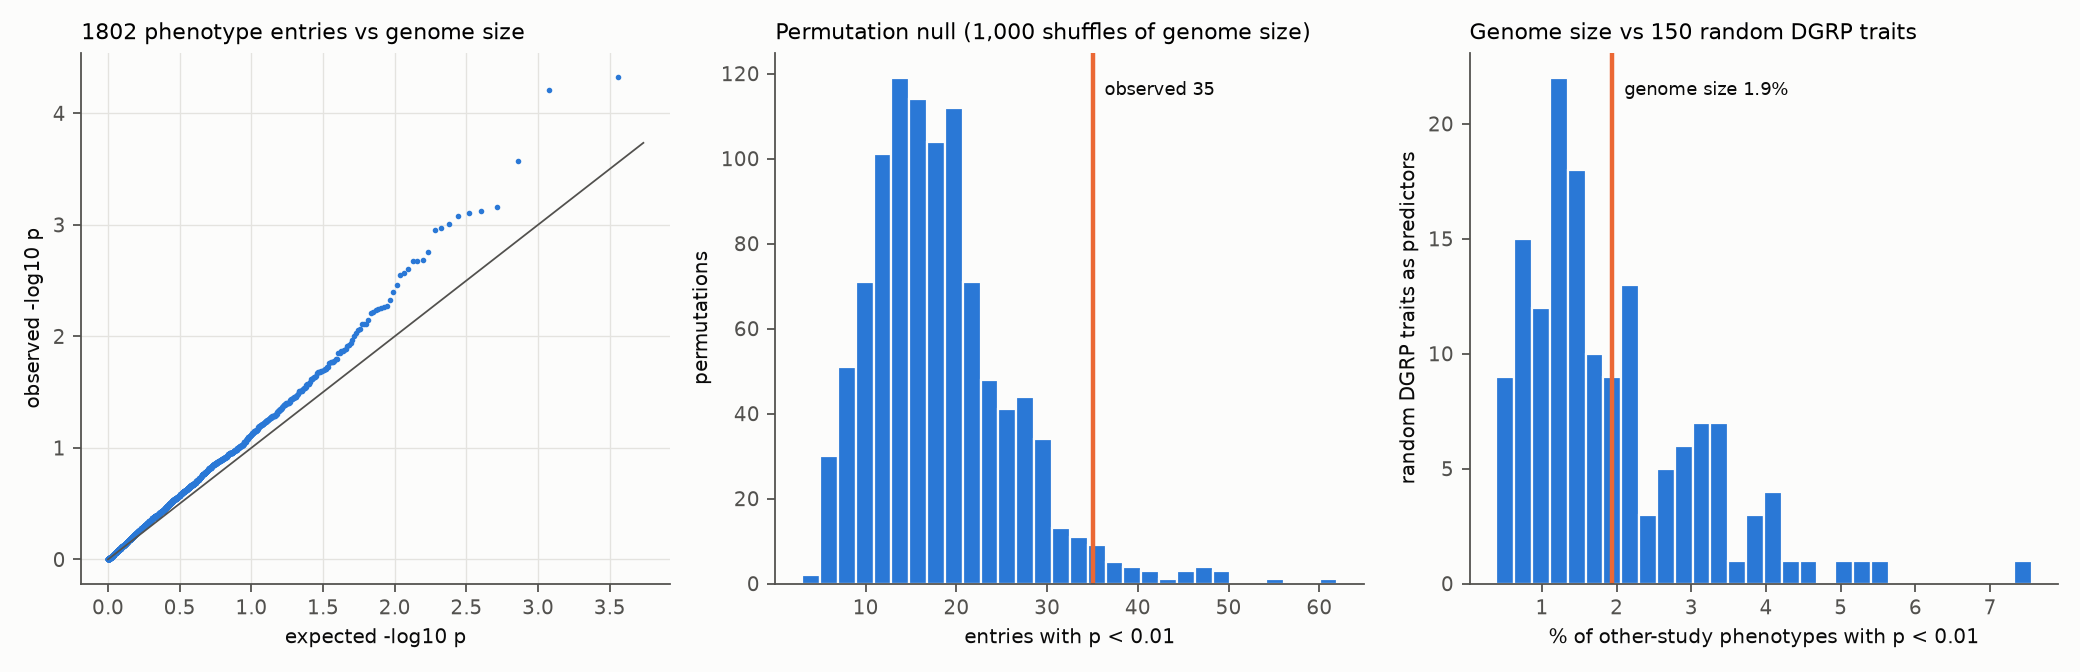 1802 phenotype entries vs genome size
observed -log10 p
4
3
2
1
0
0.0 0.5 1.0 1.5 2.0 2.5 3.0 3.5
expected -log10 p
Permutation null (1,000 shuffles of genome size)
permutations
120
100
80
60
40
20
0
observed 35
10 20 30 40 50 60
entries with p < 0.01
Genome size vs 150 random DGRP traits
random DGRP traits as predictors
20
15
10
5
0
genome size 1.9%
1 2 3 4 5 6 7
% of other-study phenotypes with p < 0.01